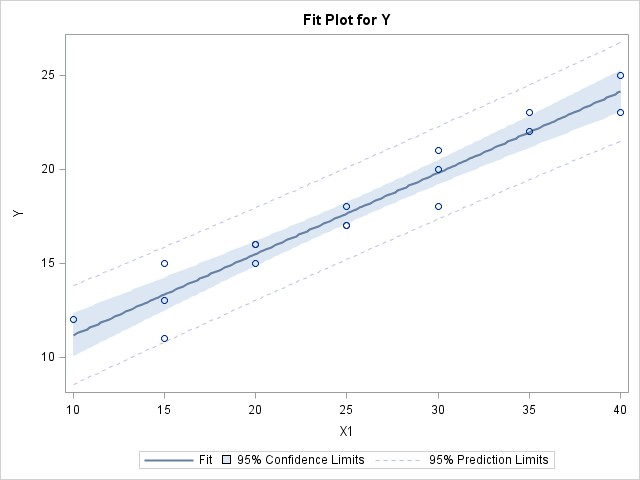 Fit Plot for Y
25
20
15
10
Y
10 15 20 25 30 35 40
X1
Fit 95% Confidence Limits 95% Prediction Limits